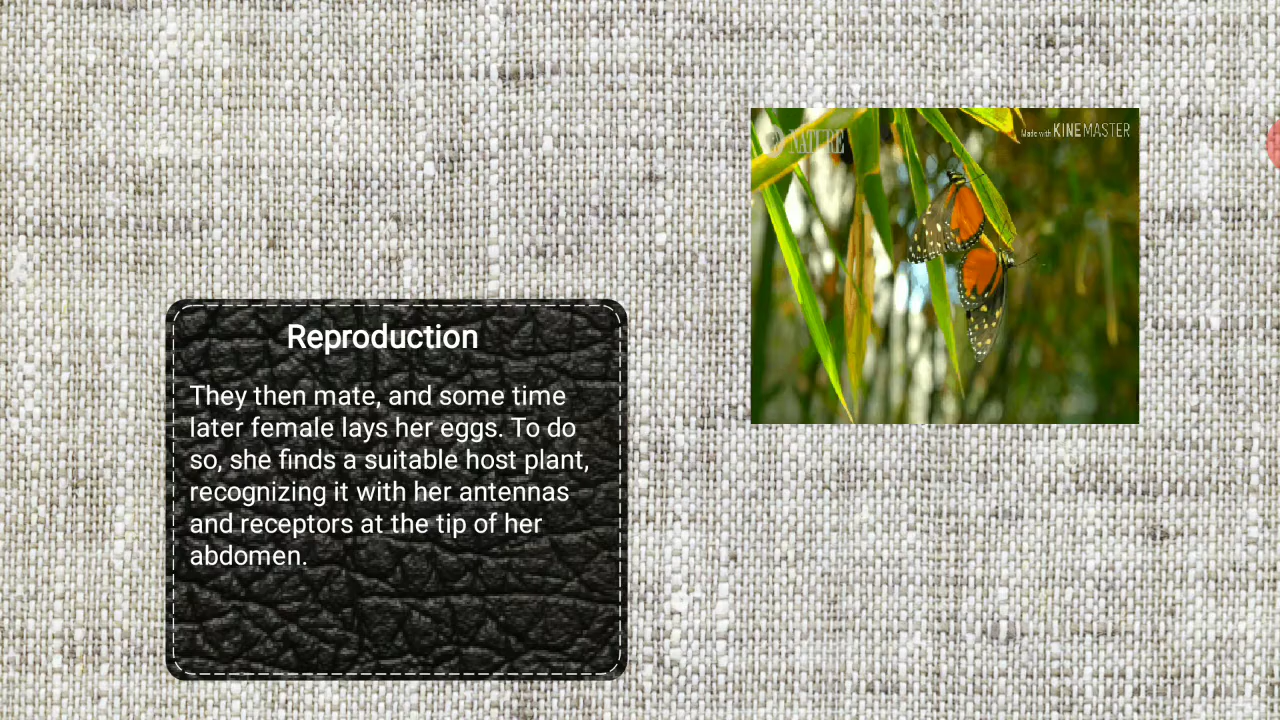 Reproduction
They then mate, and some time
later female lays her eggs. To do
so, she finds a suitable host plant,
recognizing it with her antennas
and receptors at the tip of her
abdomen.
NATURE
Made with KINEMASTER